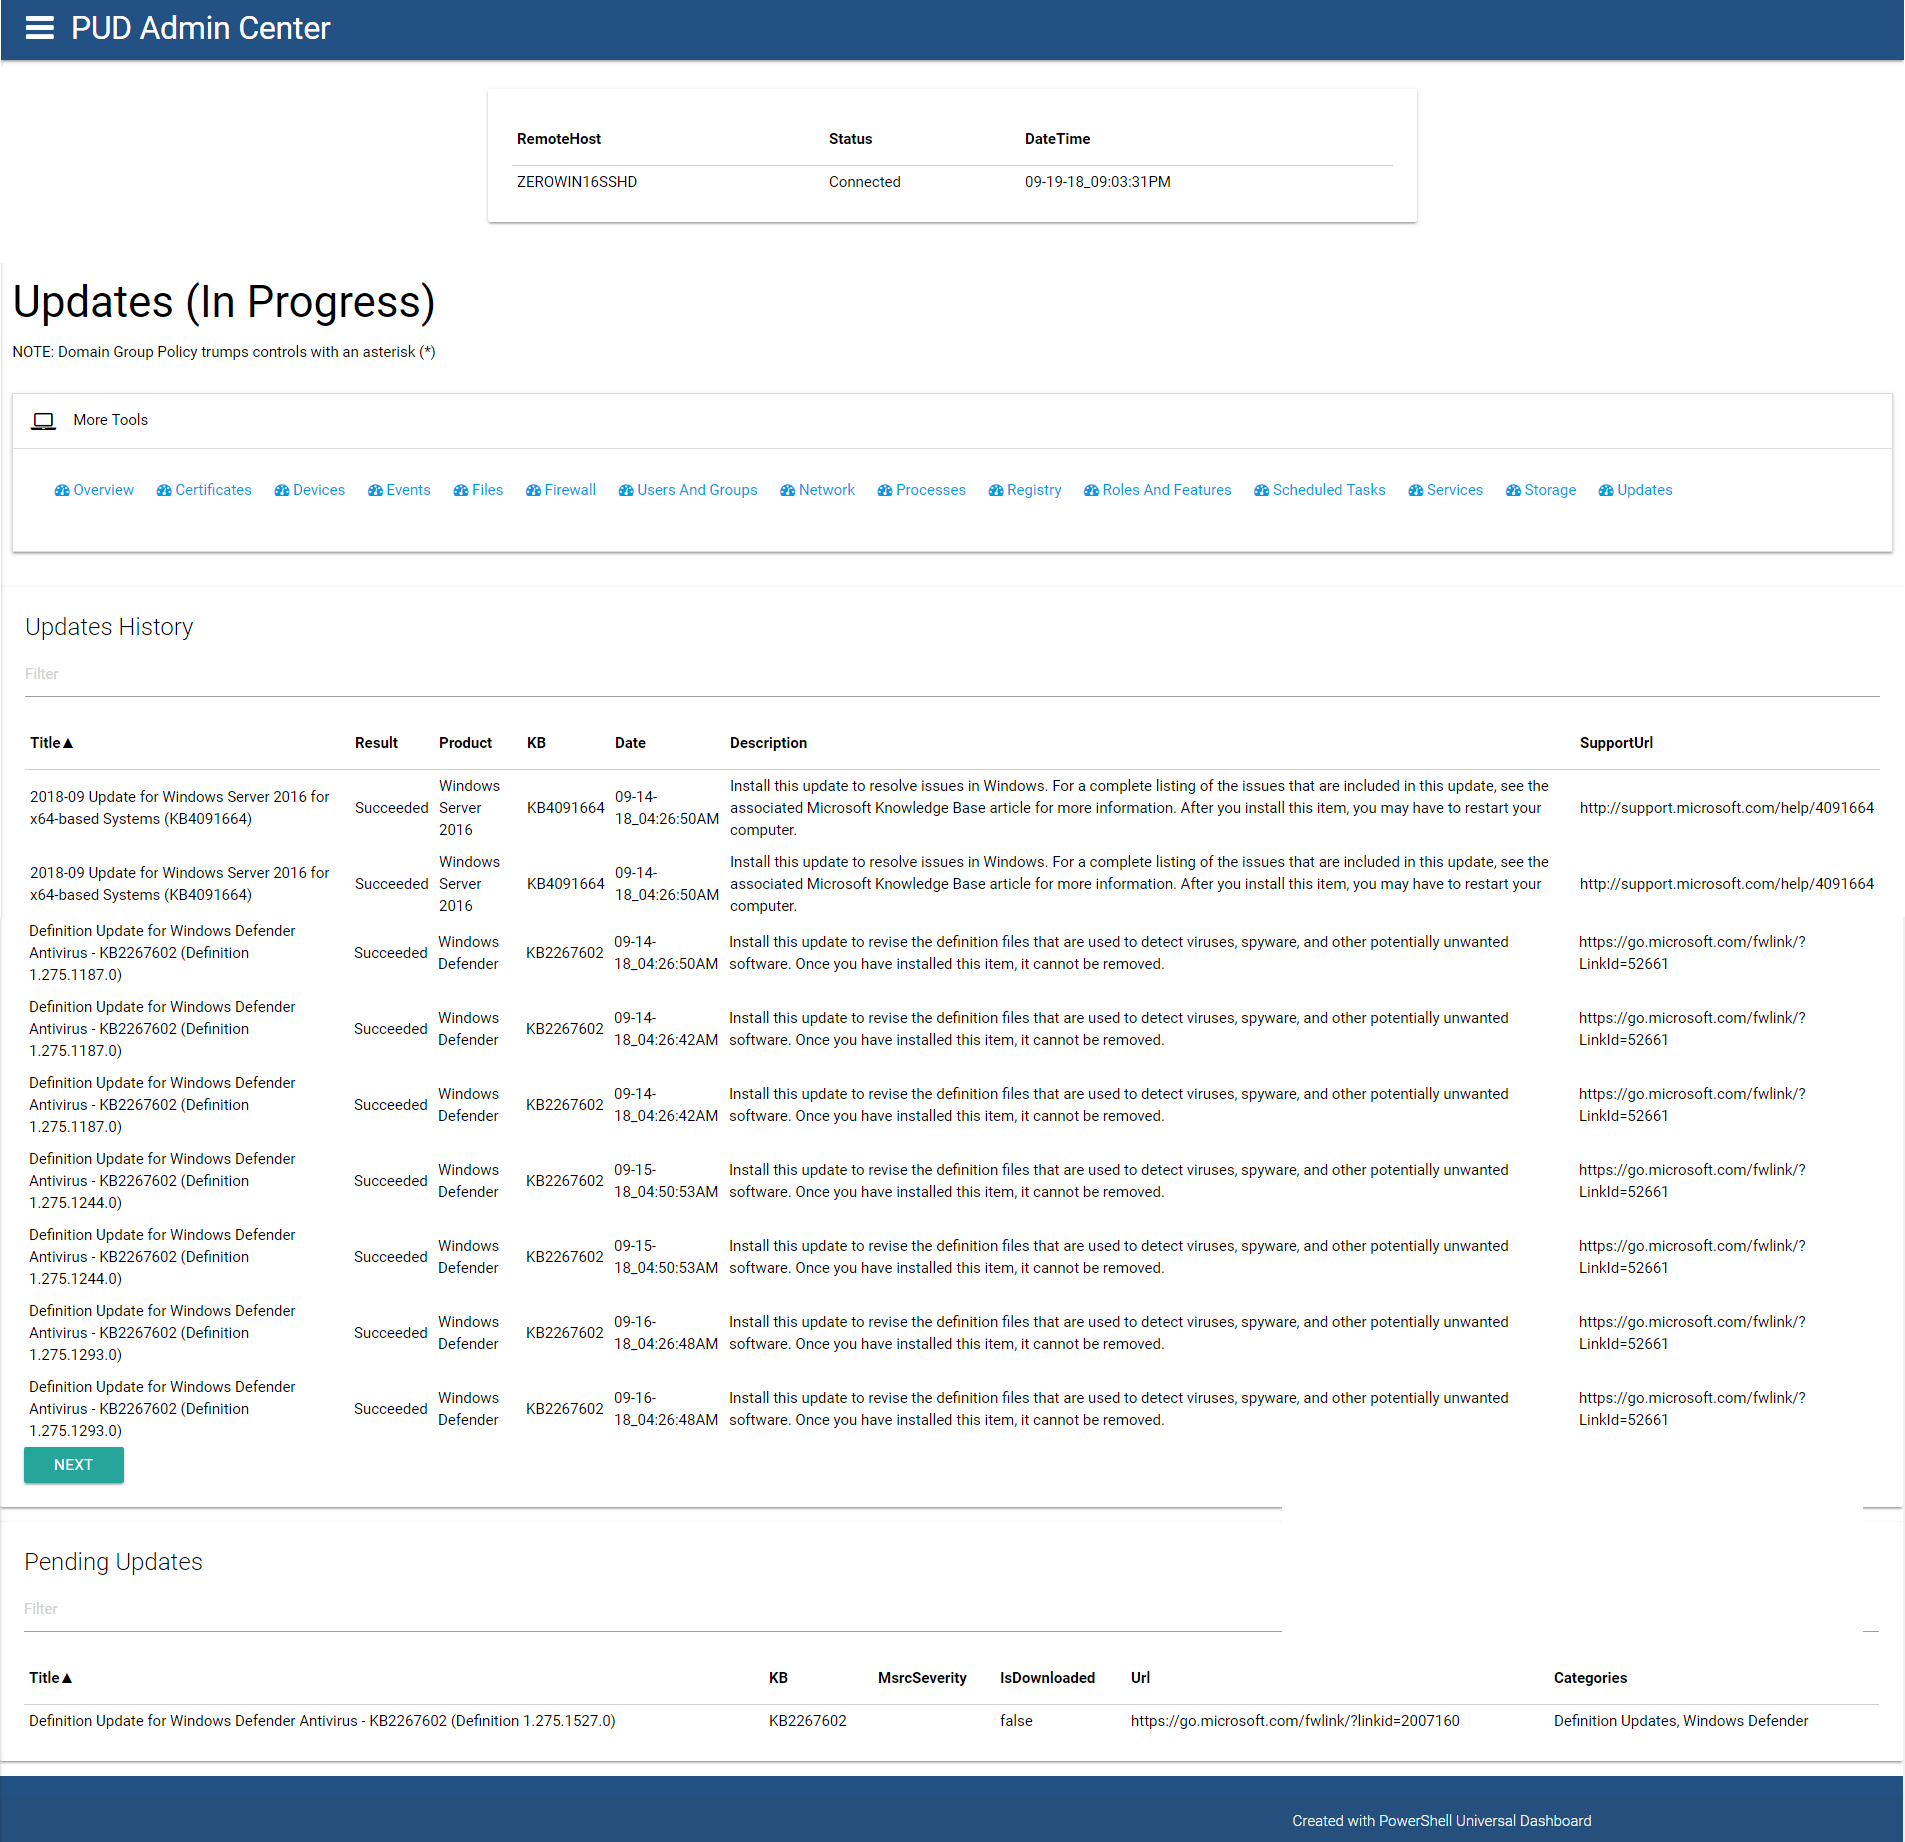 PUD Admin Center
RemoteHost Status DateTime
ZEROWIN16SSHD Connected 09-19-18_09:03:31PM
Updates (In Progress)
NOTE: Domain Group Policy trumps controls with an asterisk (*)
More Tools
Overview Certificates Devices Events Files Firewall Users And Groups Network Processes Registry Roles And Features Scheduled Tasks Services Storage Updates
Updates History
Filter
Title▲ Result Product KB Date Description SupportUrl
2018-09 Update for Windows Server 2016 for
x64-based Systems (KB4091664)
Succeeded
Windows
Server
2016
KB4091664
09-14-
18_04:26:50AM
Install this update to resolve issues in Windows. For a complete listing of the issues that are included in this update, see the
associated Microsoft Knowledge Base article for more information. After you install this item, you may have to restart your
computer.
http://support.microsoft.com/help/4091664
2018-09 Update for Windows Server 2016 for
x64-based Systems (KB4091664)
Succeeded
Windows
Server
2016
KB4091664
09-14-
18_04:26:50AM
Install this update to resolve issues in Windows. For a complete listing of the issues that are included in this update, see the
associated Microsoft Knowledge Base article for more information. After you install this item, you may have to restart your
computer.
http://support.microsoft.com/help/4091664
Definition Update for Windows Defender
Antivirus - KB2267602 (Definition
1.275.1187.0)
Succeeded
Windows
Defender
KB2267602
09-14-
18_04:26:50AM
Install this update to revise the definition files that are used to detect viruses, spyware, and other potentially unwanted
software. Once you have installed this item, it cannot be removed.
https://go.microsoft.com/fwlink/?
LinkId=52661
Definition Update for Windows Defender
Antivirus - KB2267602 (Definition
1.275.1187.0)
Succeeded
Windows
Defender
KB2267602
09-14-
18_04:26:42AM
Install this update to revise the definition files that are used to detect viruses, spyware, and other potentially unwanted
software. Once you have installed this item, it cannot be removed.
https://go.microsoft.com/fwlink/?
LinkId=52661
Definition Update for Windows Defender
Antivirus - KB2267602 (Definition
1.275.1187.0)
Succeeded
Windows
Defender
KB2267602
09-14-
18_04:26:42AM
Install this update to revise the definition files that are used to detect viruses, spyware, and other potentially unwanted
software. Once you have installed this item, it cannot be removed.
https://go.microsoft.com/fwlink/?
LinkId=52661
Definition Update for Windows Defender
Antivirus - KB2267602 (Definition
1.275.1244.0)
Succeeded
Windows
Defender
KB2267602
09-15-
18_04:50:53AM
Install this update to revise the definition files that are used to detect viruses, spyware, and other potentially unwanted
software. Once you have installed this item, it cannot be removed.
https://go.microsoft.com/fwlink/?
LinkId=52661
Definition Update for Windows Defender
Antivirus - KB2267602 (Definition
1.275.1244.0)
Succeeded
Windows
Defender
KB2267602
09-15-
18_04:50:53AM
Install this update to revise the definition files that are used to detect viruses, spyware, and other potentially unwanted
software. Once you have installed this item, it cannot be removed.
https://go.microsoft.com/fwlink/?
LinkId=52661
Definition Update for Windows Defender
Antivirus - KB2267602 (Definition
1.275.1293.0)
Succeeded
Windows
Defender
KB2267602
09-16-
18_04:26:48AM
Install this update to revise the definition files that are used to detect viruses, spyware, and other potentially unwanted
software. Once you have installed this item, it cannot be removed.
https://go.microsoft.com/fwlink/?
LinkId=52661
Definition Update for Windows Defender
Antivirus - KB2267602 (Definition
1.275.1293.0)
Succeeded
Windows
Defender
KB2267602
09-16-
18_04:26:48AM
Install this update to revise the definition files that are used to detect viruses, spyware, and other potentially unwanted
software. Once you have installed this item, it cannot be removed.
https://go.microsoft.com/fwlink/?
LinkId=52661
NEXT
Pending Updates
Filter
Title▲ KB MsrcSeverity IsDownloaded Url Categories
Definition Update for Windows Defender Antivirus - KB2267602 (Definition 1.275.1527.0) KB2267602 false https://go.microsoft.com/fwlink/?linkid=2007160 Definition Updates, Windows Defender
Created with PowerShell Universal Dashboard